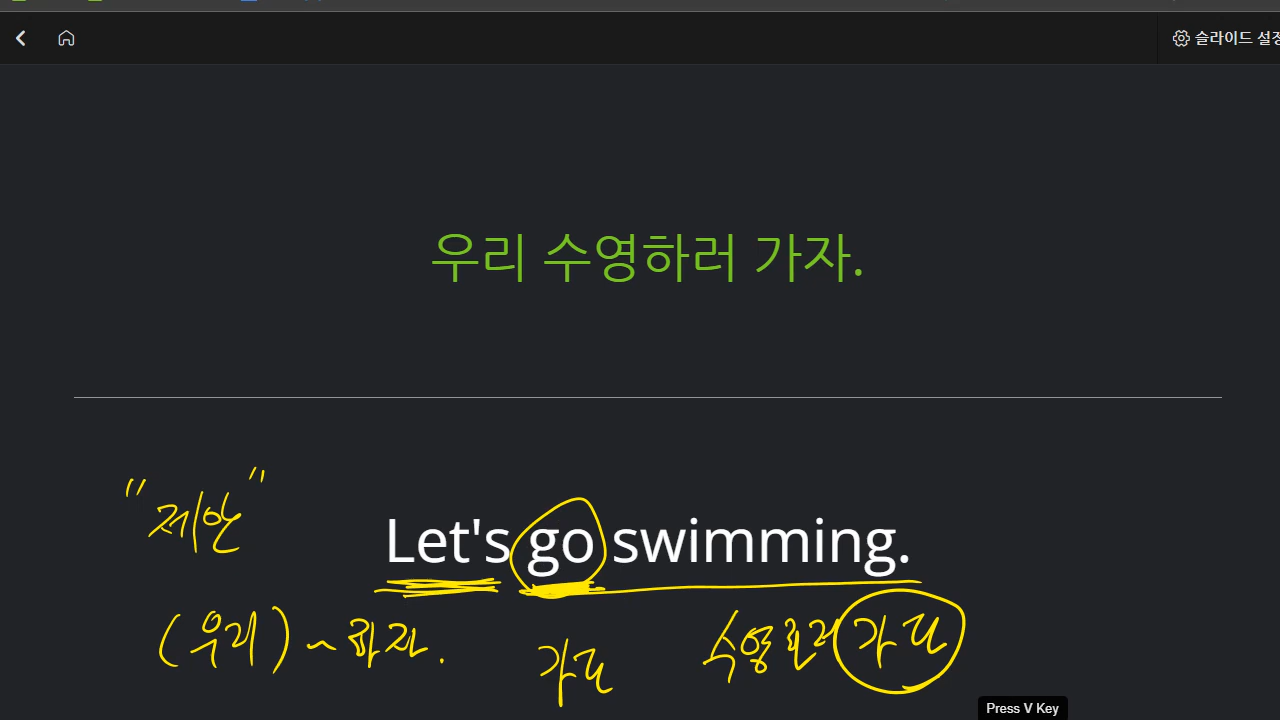 슬라이드 설정
우리 수영하러 가자.
"제안"
Let's go swimming.
(우리) ~ 하자.
가다
수영하러 가다
Press V Key